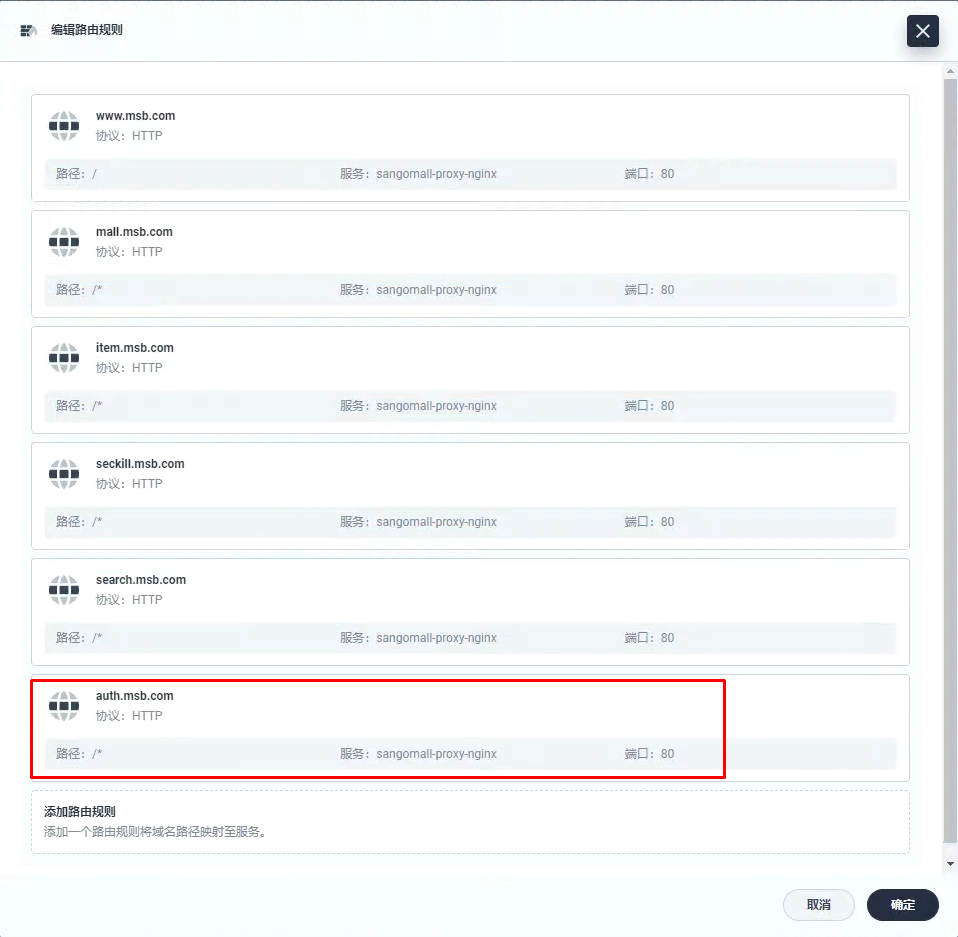 编辑路由规则
www.msb.com
协议：HTTP
路径：/ 服务：sangomall-proxy-nginx 端口：80
mall.msb.com
协议：HTTP
路径：/* 服务：sangomall-proxy-nginx 端口：80
item.msb.com
协议：HTTP
路径：/* 服务：sangomall-proxy-nginx 端口：80
seckill.msb.com
协议：HTTP
路径：/* 服务：sangomall-proxy-nginx 端口：80
search.msb.com
协议：HTTP
路径：/* 服务：sangomall-proxy-nginx 端口：80
auth.msb.com
协议：HTTP
路径：/* 服务：sangomall-proxy-nginx 端口：80
添加路由规则
添加一个路由规则将域名路径映射至服务。
取消 确定